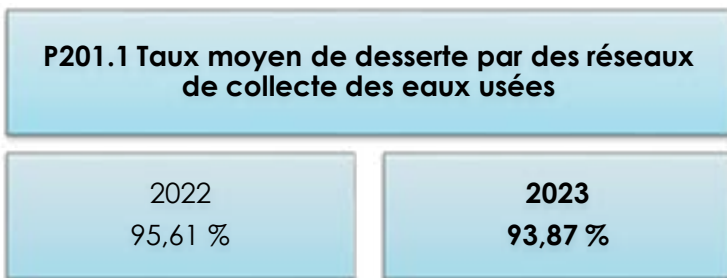 P201.1 Taux moyen de desserte par des réseaux
de collecte des eaux usées
2022
95,61 %
2023
93,87 %